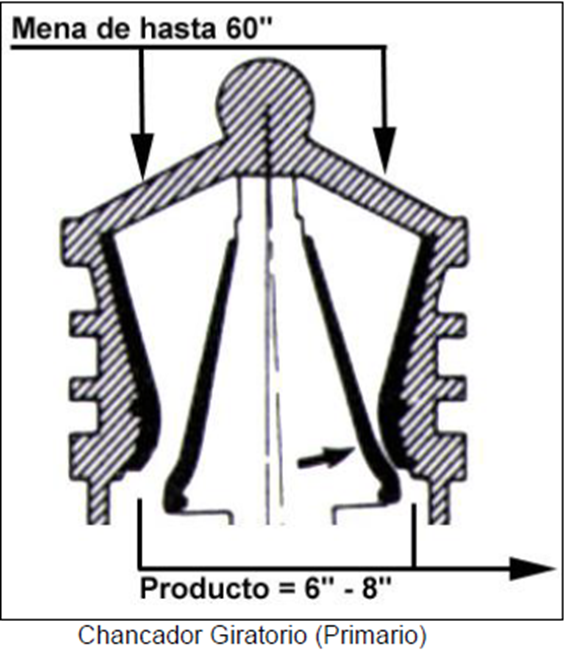 Mena de hasta 60"
Producto = 6" - 8"
Chancador Giratorio (Primario)